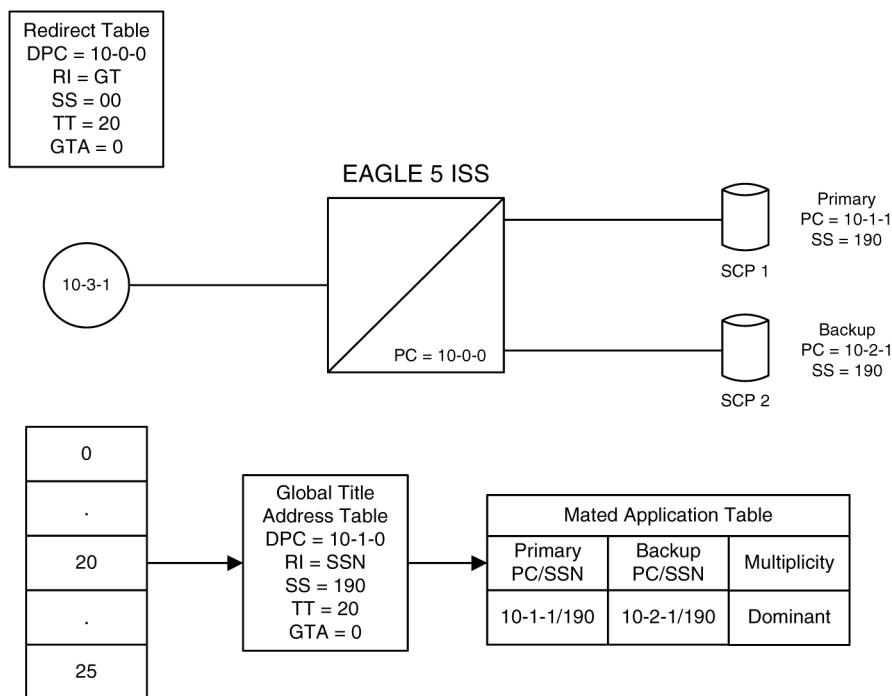 Redirect Table
DPC = 10-0-0
RI = GT
SS = 00
TT = 20
GTA = 0
EAGLE 5 ISS
10-3-1
PC = 10-0-0
SCP 1
Primary
PC = 10-1-1
SS = 190
SCP 2
Backup
PC = 10-2-1
SS = 190
0
.
20
.
25
Global Title
Address Table
DPC = 10-1-0
RI = SSN
SS = 190
TT = 20
GTA = 0
Mated Application Table
Primary
PC/SSN
Backup
PC/SSN
Multiplicity
10-1-1/190
10-2-1/190
Dominant